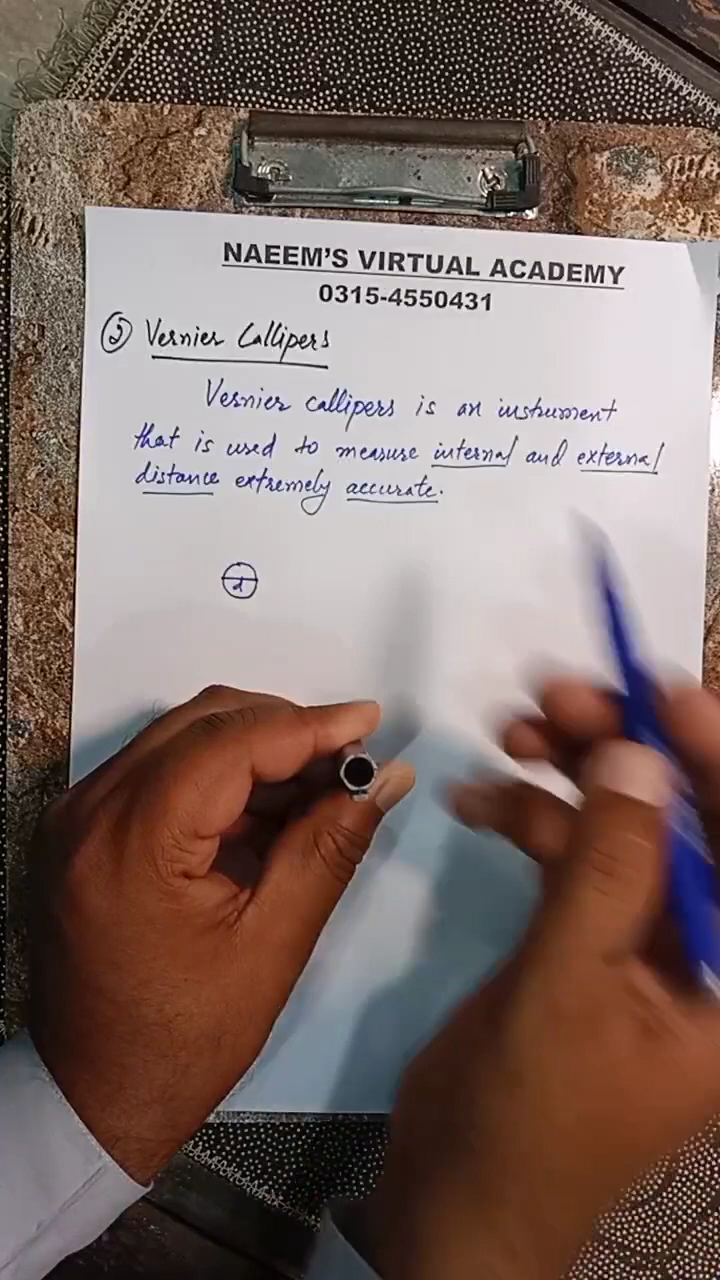 NAEEM'S VIRTUAL ACADEMY
0315-4550431
② Vernier Callipers
Vernier callipers is an instrument
that is used to measure internal and external
distance extremely accurate.
d